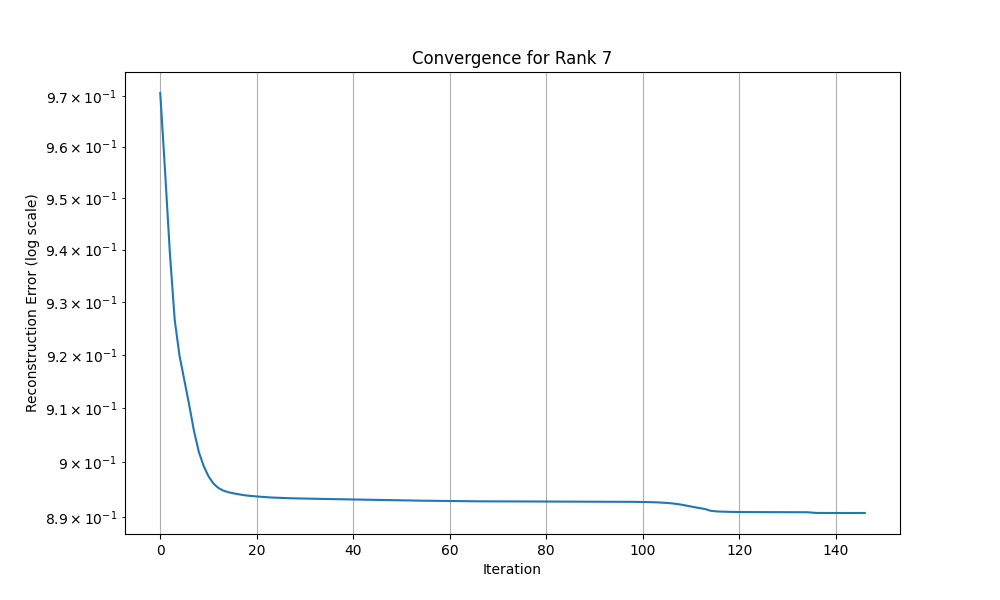 Convergence for Rank 7
Reconstruction Error (log scale)
9.7 × 10⁻¹
9.6 × 10⁻¹
9.5 × 10⁻¹
9.4 × 10⁻¹
9.3 × 10⁻¹
9.2 × 10⁻¹
9.1 × 10⁻¹
9 × 10⁻¹
8.9 × 10⁻¹
0 20 40 60 80 100 120 140
Iteration